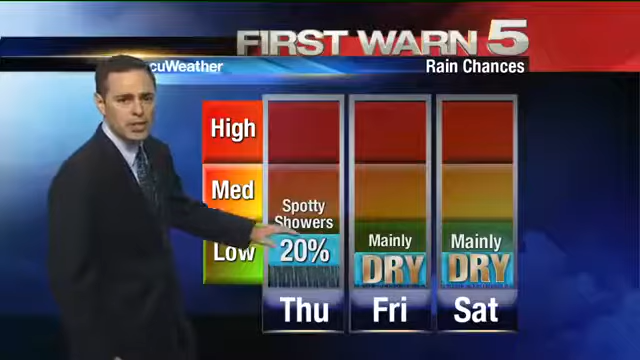 FIRST WARN 5
cuWeather
Rain Chances
High
Med
Low
Spotty
Showers
20%
Mainly
DRY
Mainly
DRY
Thu
Fri
Sat